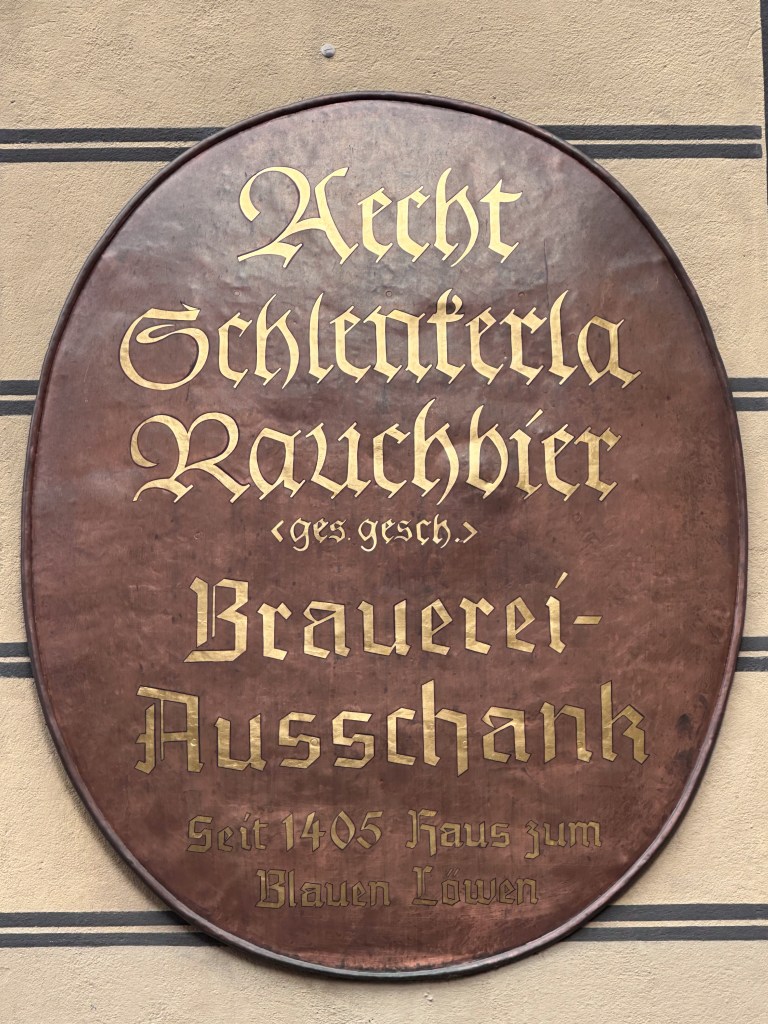 Aecht
Schlenkerla
Rauchbier
<ges. gesch.>
Brauerei-
Ausschank
Seit 1405 Haus zum
Blauen Löwen